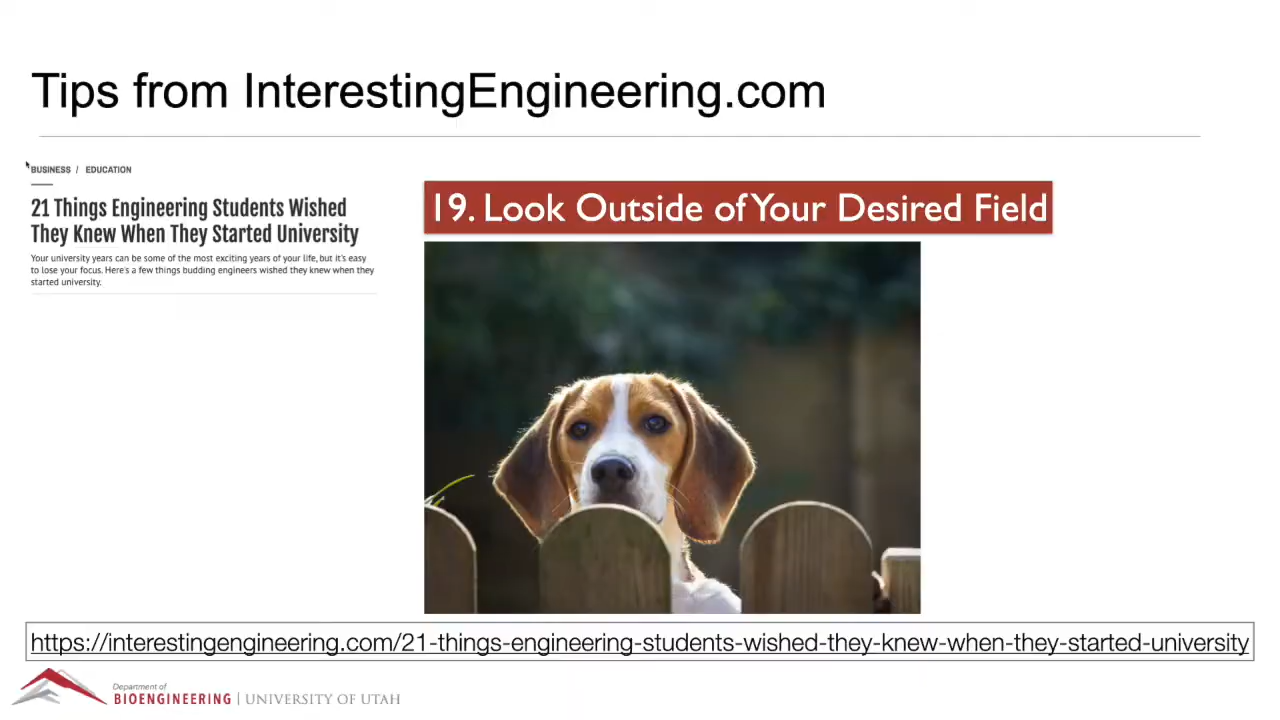 Tips from InterestingEngineering.com
BUSINESS / EDUCATION
21 Things Engineering Students Wished
They Knew When They Started University
Your university years can be some of the most exciting years of your life, but it's easy
to lose your focus. Here's a few things budding engineers wished they knew when they
started university.
19. Look Outside of Your Desired Field
https://interestingengineering.com/21-things-engineering-students-wished-they-knew-when-they-started-university
Department of
BIOENGINEERING | UNIVERSITY OF UTAH